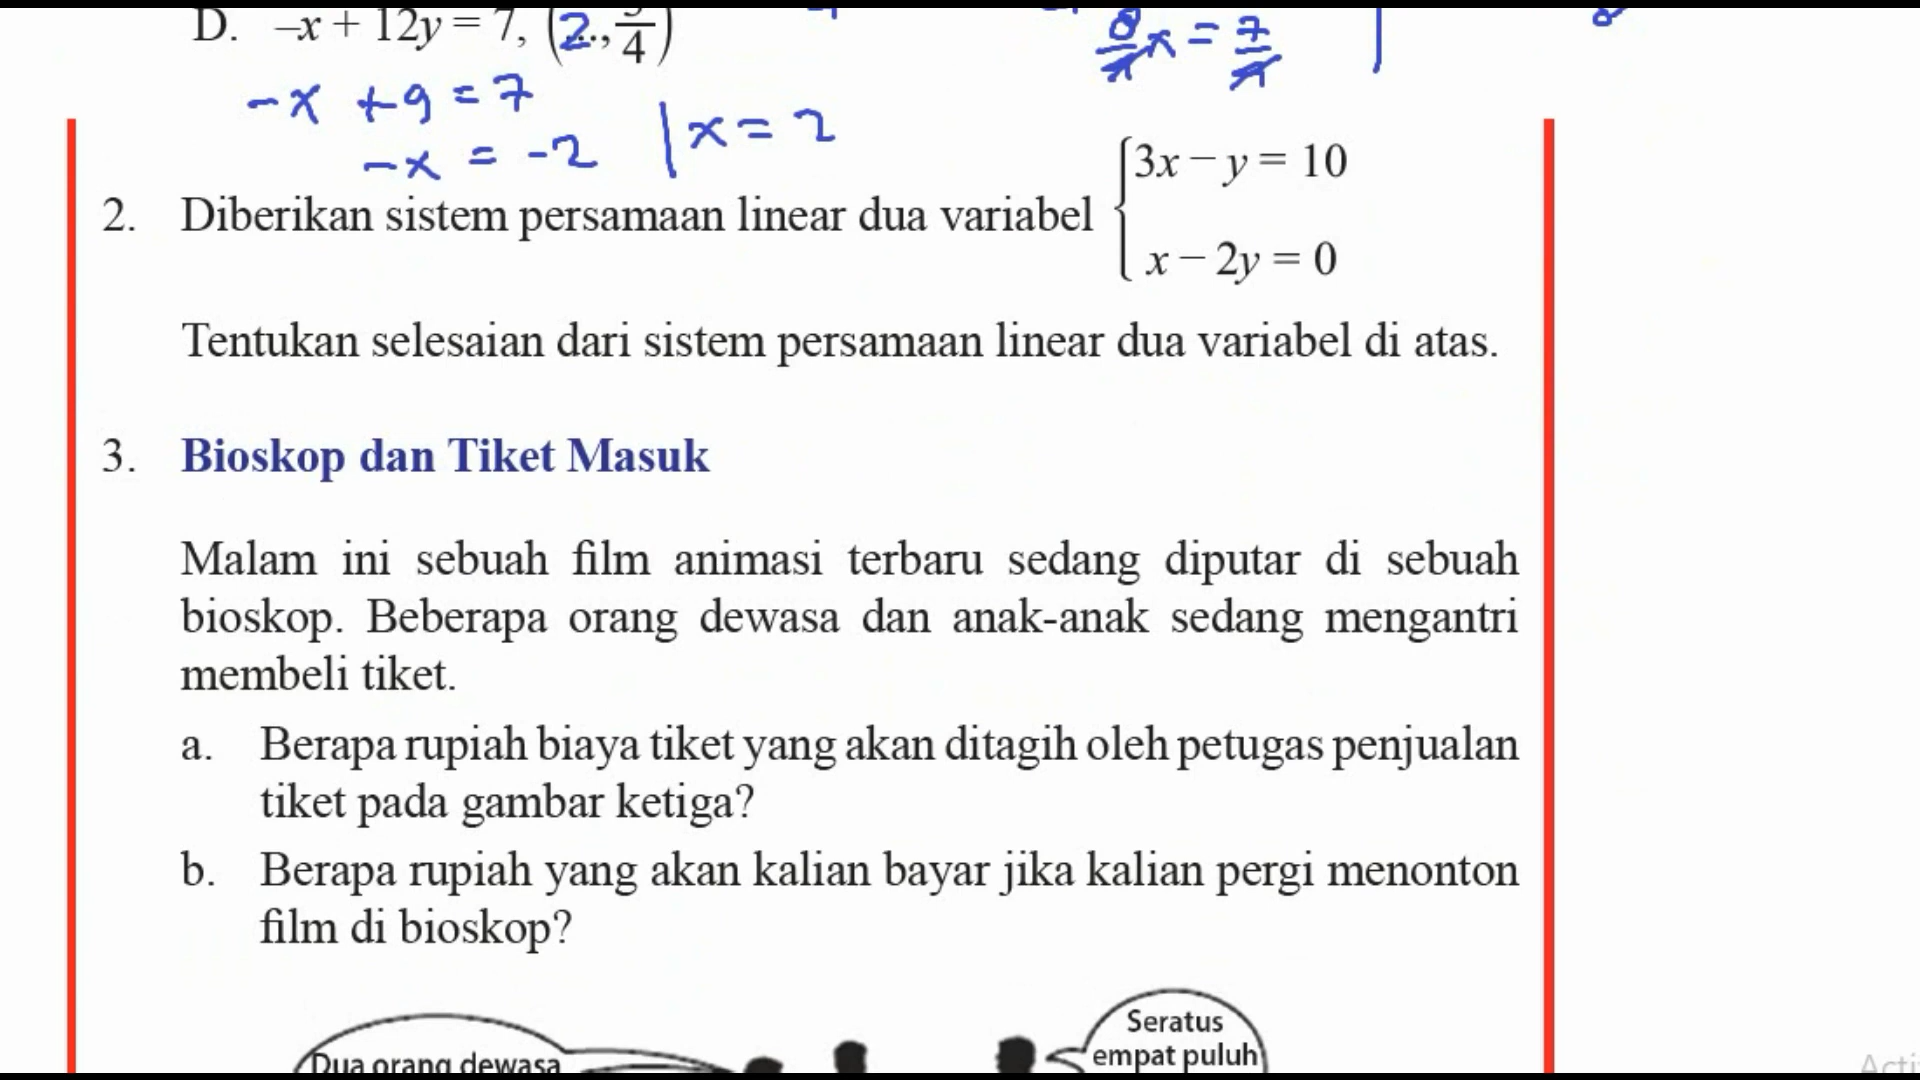 D. –x + 12y = 7, (2..., /4)
8/1 x = 7/1
-x + 9 = 7
-x = -2 | x = 2
3x – y = 10
2. Diberikan sistem persamaan linear dua variabel
x – 2y = 0
Tentukan selesaian dari sistem persamaan linear dua variabel di atas.
3. Bioskop dan Tiket Masuk
Malam ini sebuah film animasi terbaru sedang diputar di sebuah
bioskop. Beberapa orang dewasa dan anak-anak sedang mengantri
membeli tiket.
a. Berapa rupiah biaya tiket yang akan ditagih oleh petugas penjualan
tiket pada gambar ketiga?
b. Berapa rupiah yang akan kalian bayar jika kalian pergi menonton
film di bioskop?
Seratus
empat puluh
Dua orang dewasa
Acti